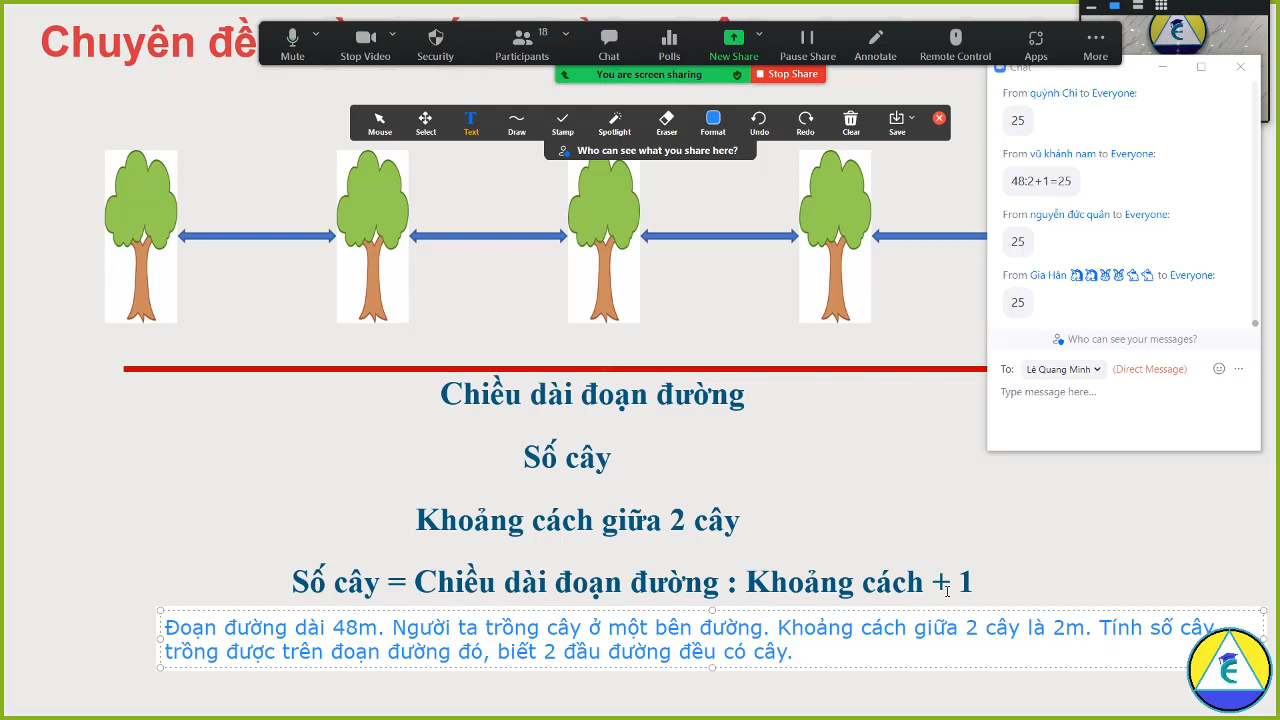 Chuyên đề
Mute
Stop Video
Security
18
Participants
Chat
Polls
New Share
Pause Share
Annotate
Remote Control
Apps
More
You are screen sharing
Stop Share
Mouse
Select
T
Text
Draw
Stamp
Spotlight
Eraser
Format
Undo
Redo
Clear
Save
Who can see what you share here?
Chat
From quỳnh Chi to Everyone:
25
From vũ khánh nam to Everyone:
48:2+1=25
From nguyễn đức quân to Everyone:
25
From Gia Hân to Everyone:
25
Who can see your messages?
To: Lê Quang Minh (Direct Message)
Type message here...
Chiều dài đoạn đường
Số cây
Khoảng cách giữa 2 cây
Số cây = Chiều dài đoạn đường : Khoảng cách + 1
Đoạn đường dài 48m. Người ta trồng cây ở một bên đường. Khoảng cách giữa 2 cây là 2m. Tính số cây
trồng được trên đoạn đường đó, biết 2 đầu đường đều có cây.